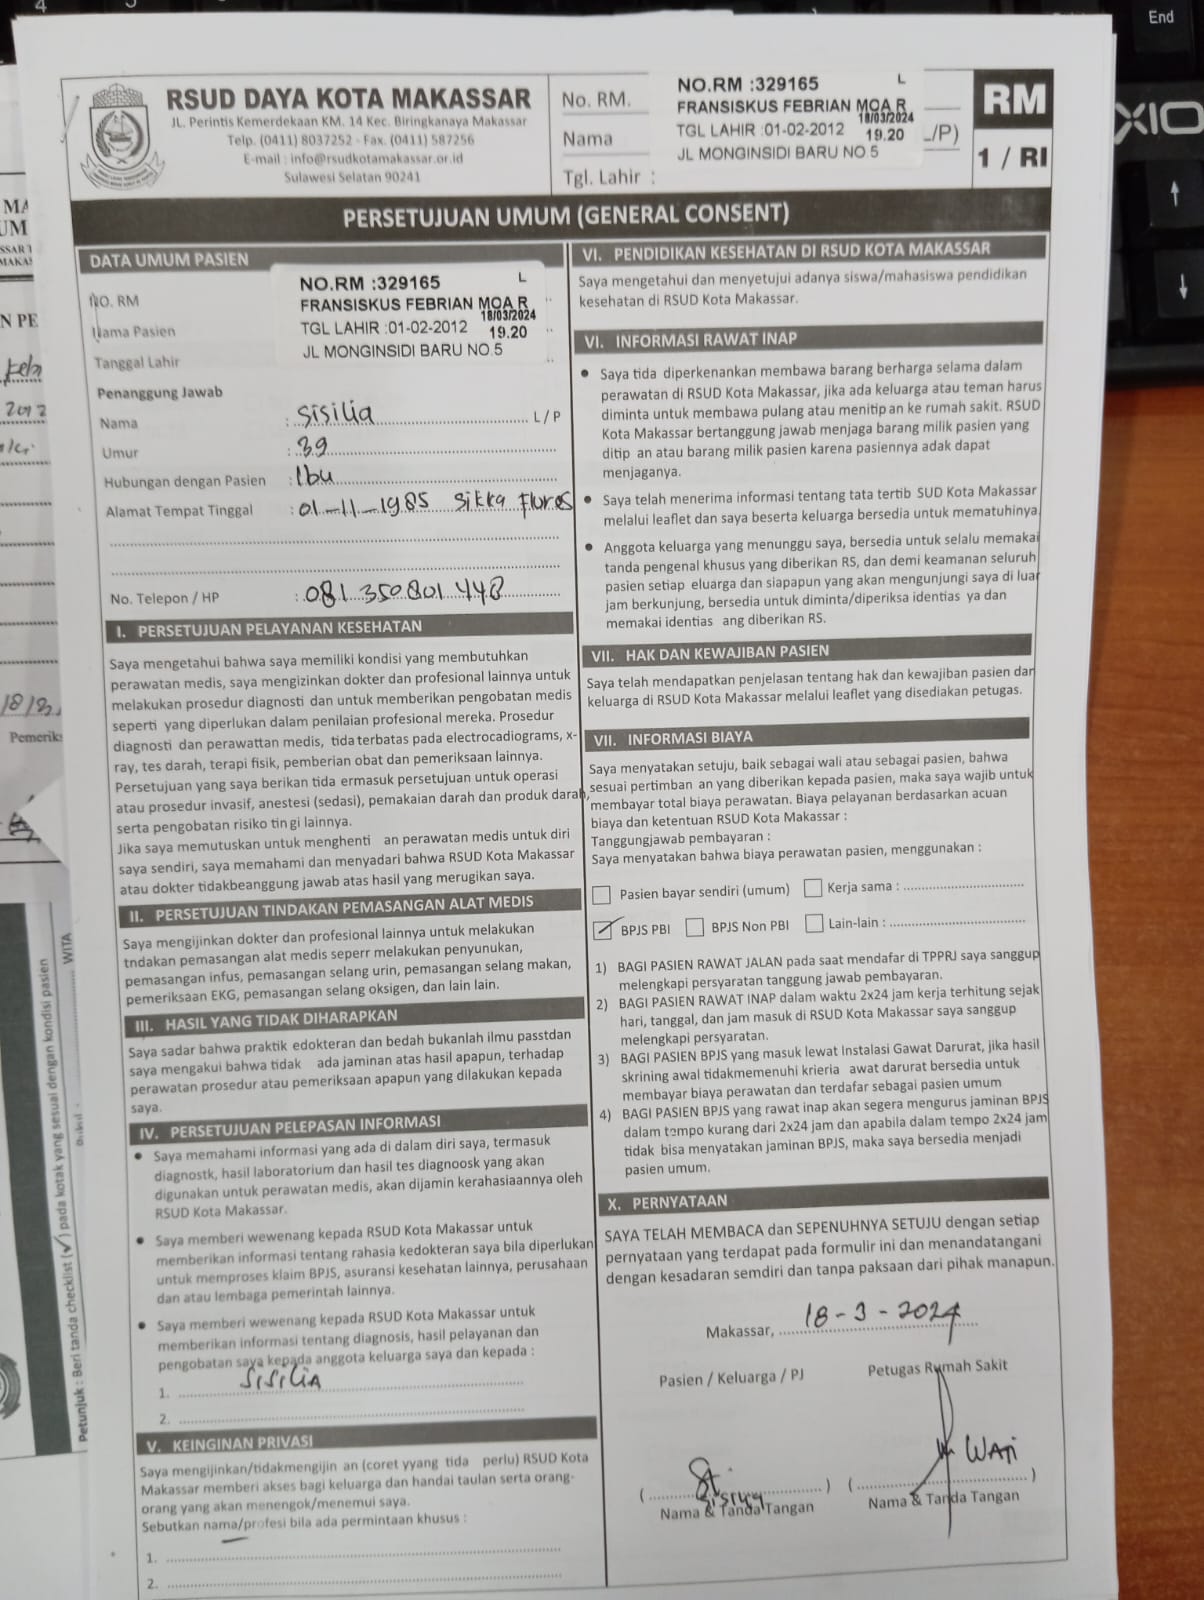 RSUD DAYA KOTA MAKASSAR
JL. Perintis Kemerdekaan KM. 14 Kec. Biringkanaya Makassar
Telp. (0411) 8037252 - Fax. (0411) 587256
E-mail : info@rsudkotamakassar.or.id
Sulawesi Selatan 90241
No. RM.
Nama
Tgl. Lahir :
NO.RM :329165 L
FRANSISKUS FEBRIAN MOA R
18/03/2024
TGL LAHIR :01-02-2012 19.20
JL MONGINSIDI BARU NO.5
L/P)
RM
1 / RI
PERSETUJUAN UMUM (GENERAL CONSENT)
DATA UMUM PASIEN
NO. RM
Nama Pasien
Tanggal Lahir
NO.RM :329165 L
FRANSISKUS FEBRIAN MOA R
18/03/2024
TGL LAHIR :01-02-2012 19.20
JL MONGINSIDI BARU NO.5
Penanggung Jawab
Nama : Sisilia L / P
Umur : 39
Hubungan dengan Pasien : Ibu
Alamat Tempat Tinggal : 01-11-1985 Sikka Flores
No. Telepon / HP : 081 350 801 448
I. PERSETUJUAN PELAYANAN KESEHATAN
Saya mengetahui bahwa saya memiliki kondisi yang membutuhkan
perawatan medis, saya mengizinkan dokter dan profesional lainnya untuk
melakukan prosedur diagnosti dan untuk memberikan pengobatan medis
seperti yang diperlukan dalam penilaian profesional mereka. Prosedur
diagnosti dan perawattan medis, tida terbatas pada electrocadiograms, x-
ray, tes darah, terapi fisik, pemberian obat dan pemeriksaan lainnya.
Persetujuan yang saya berikan tida ermasuk persetujuan untuk operasi
atau prosedur invasif, anestesi (sedasi), pemakaian darah dan produk darah,
serta pengobatan risiko tin gi lainnya.
Jika saya memutuskan untuk menghenti an perawatan medis untuk diri
saya sendiri, saya memahami dan menyadari bahwa RSUD Kota Makassar
atau dokter tidakbeanggung jawab atas hasil yang merugikan saya.
II. PERSETUJUAN TINDAKAN PEMASANGAN ALAT MEDIS
Saya mengijinkan dokter dan profesional lainnya untuk melakukan
tndakan pemasangan alat medis seperr melakukan penyunukan,
pemasangan infus, pemasangan selang urin, pemasangan selang makan,
pemeriksaan EKG, pemasangan selang oksigen, dan lain lain.
III. HASIL YANG TIDAK DIHARAPKAN
Saya sadar bahwa praktik edokteran dan bedah bukanlah ilmu passtdan
saya mengakui bahwa tidak ada jaminan atas hasil apapun, terhadap
perawatan prosedur atau pemeriksaan apapun yang dilakukan kepada
saya.
IV. PERSETUJUAN PELEPASAN INFORMASI
• Saya memahami informasi yang ada di dalam diri saya, termasuk
diagnostk, hasil laboratorium dan hasil tes diagnoosk yang akan
digunakan untuk perawatan medis, akan dijamin kerahasiaannya oleh
RSUD Kota Makassar.
• Saya memberi wewenang kepada RSUD Kota Makassar untuk
memberikan informasi tentang rahasia kedokteran saya bila diperlukan
untuk memproses klaim BPJS, asuransi kesehatan lainnya, perusahaan
dan atau lembaga pemerintah lainnya.
• Saya memberi wewenang kepada RSUD Kota Makassar untuk
memberikan informasi tentang diagnosis, hasil pelayanan dan
pengobatan saya kepada anggota keluarga saya dan kepada :
1. SISILIA
2.
V. KEINGINAN PRIVASI
Saya mengijinkan/tidakmengijin an (coret yyang tida perlu) RSUD Kota
Makassar memberi akses bagi keluarga dan handai taulan serta orang-
orang yang akan menengok/menemui saya.
Sebutkan nama/profesi bila ada permintaan khusus :
1.
2.
VI. PENDIDIKAN KESEHATAN DI RSUD KOTA MAKASSAR
Saya mengetahui dan menyetujui adanya siswa/mahasiswa pendidikan
kesehatan di RSUD Kota Makassar.
VI. INFORMASI RAWAT INAP
• Saya tida diperkenankan membawa barang berharga selama dalam
perawatan di RSUD Kota Makassar, jika ada keluarga atau teman harus
diminta untuk membawa pulang atau menitip an ke rumah sakit. RSUD
Kota Makassar bertanggung jawab menjaga barang milik pasien yang
ditip an atau barang milik pasien karena pasiennya adak dapat
menjaganya.
• Saya telah menerima informasi tentang tata tertib SUD Kota Makassar
melalui leaflet dan saya beserta keluarga bersedia untuk mematuhinya
• Anggota keluarga yang menunggu saya, bersedia untuk selalu memakai
tanda pengenal khusus yang diberikan RS, dan demi keamanan seluruh
pasien setiap eluarga dan siapapun yang akan mengunjungi saya di luar
jam berkunjung, bersedia untuk diminta/diperiksa identias ya dan
memakai identias ang diberikan RS.
VII. HAK DAN KEWAJIBAN PASIEN
Saya telah mendapatkan penjelasan tentang hak dan kewajiban pasien dar
keluarga di RSUD Kota Makassar melalui leaflet yang disediakan petugas.
VII. INFORMASI BIAYA
Saya menyatakan setuju, baik sebagai wali atau sebagai pasien, bahwa
sesuai pertimban an yang diberikan kepada pasien, maka saya wajib untuk
membayar total biaya perawatan. Biaya pelayanan berdasarkan acuan
biaya dan ketentuan RSUD Kota Makassar :
Tanggungjawab pembayaran :
Saya menyatakan bahwa biaya perawatan pasien, menggunakan :
Pasien bayar sendiri (umum) Kerja sama :
BPJS PBI BPJS Non PBI Lain-lain :
1) BAGI PASIEN RAWAT JALAN pada saat mendafar di TPPRJ saya sanggup
melengkapi persyaratan tanggung jawab pembayaran.
2) BAGI PASIEN RAWAT INAP dalam waktu 2x24 jam kerja terhitung sejak
hari, tanggal, dan jam masuk di RSUD Kota Makassar saya sanggup
melengkapi persyaratan.
3) BAGI PASIEN BPJS yang masuk lewat Instalasi Gawat Darurat, jika hasil
skrining awal tidakmemenuhi krieria awat darurat bersedia untuk
membayar biaya perawatan dan terdafar sebagai pasien umum
4) BAGI PASIEN BPJS yang rawat inap akan segera mengurus jaminan BPJS
dalam tempo kurang dari 2x24 jam dan apabila dalam tempo 2x24 jam
tidak bisa menyatakan jaminan BPJS, maka saya bersedia menjadi
pasien umum.
X. PERNYATAAN
SAYA TELAH MEMBACA dan SEPENUHNYA SETUJU dengan setiap
pernyataan yang terdapat pada formulir ini dan menandatangani
dengan kesadaran semdiri dan tanpa paksaan dari pihak manapun.
Makassar, 18-3-2024
Pasien / Keluarga / PJ Petugas Rumah Sakit
WATI
Nama & Tanda Tangan Nama & Tanda Tangan
Petunjuk : Beri tanda checklist (✓) pada kotak yang sesuai dengan kondisi pasien
WITA
End